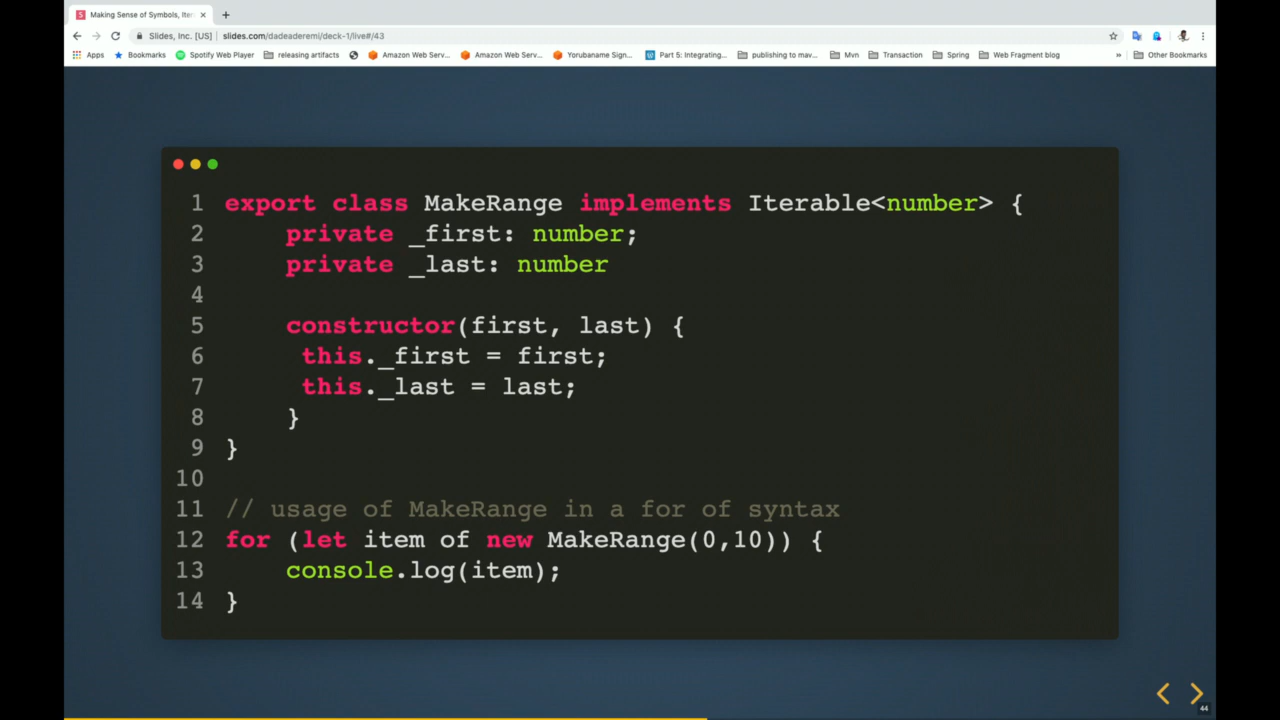 Making Sense of Symbols, Iter
Slides, Inc. [US] slides.com/dadeaderemi/deck-1/live#/43
Apps Bookmarks Spotify Web Player releasing artifacts Amazon Web Serv... Amazon Web Serv... Yorubaname Sign... Part 5: Integrating... publishing to mav... Mvn Transaction Spring Web Fragment blog » Other Bookmarks
1 export class MakeRange implements Iterable<number> {
2 private _first: number;
3 private _last: number
4
5 constructor(first, last) {
6 this._first = first;
7 this._last = last;
8 }
9 }
10
11 // usage of MakeRange in a for of syntax
12 for (let item of new MakeRange(0,10)) {
13 console.log(item);
14 }
44